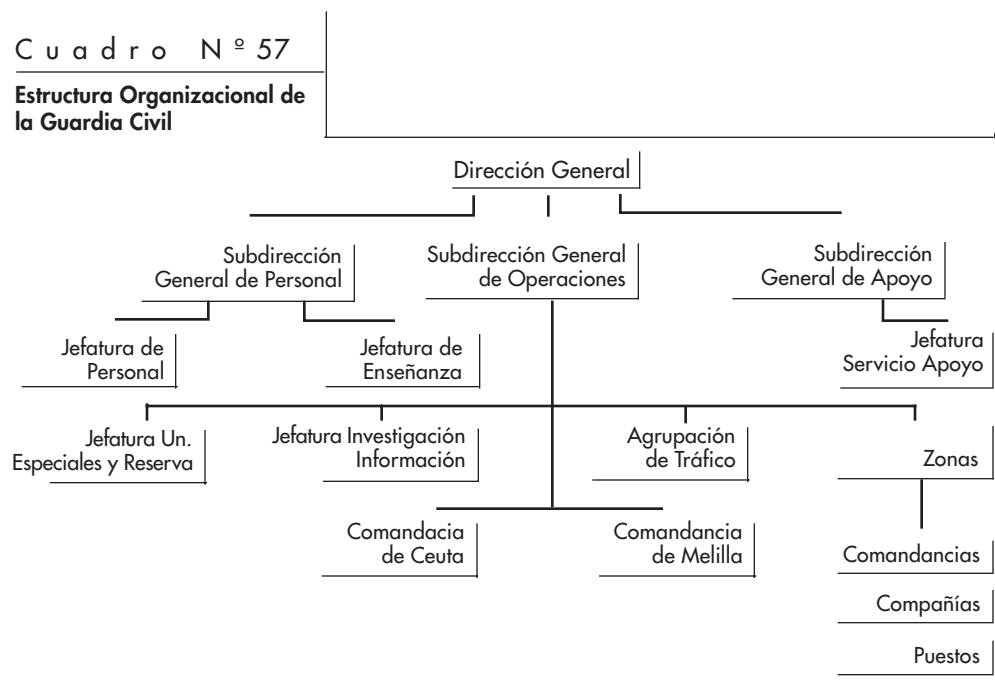 Cuadro Nº 57
Estructura Organizacional de
la Guardia Civil
Dirección General
Subdirección
General de Personal
Subdirección General
de Operaciones
Subdirección
General de Apoyo
Jefatura de
Personal
Jefatura de
Enseñanza
Jefatura
Servicio Apoyo
Jefatura Un.
Especiales y Reserva
Jefatura Investigación
Información
Agrupación
de Tráfico
Zonas
Comandacia
de Ceuta
Comandancia
de Melilla
Comandancias
Compañías
Puestos